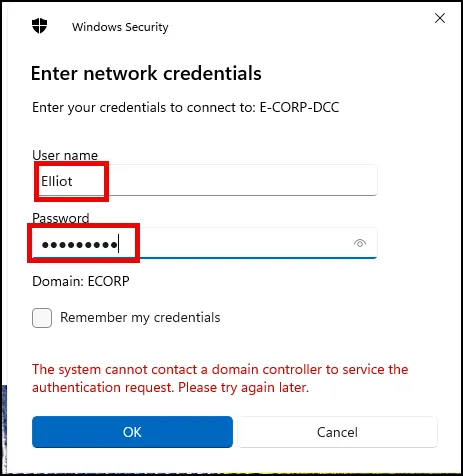 Windows Security
Enter network credentials
Enter your credentials to connect to: E-CORP-DCC
User name
Elliot
Password
●●●●●●●●●
Domain: ECORP
Remember my credentials
The system cannot contact a domain controller to service the
authentication request. Please try again later.
OK
Cancel